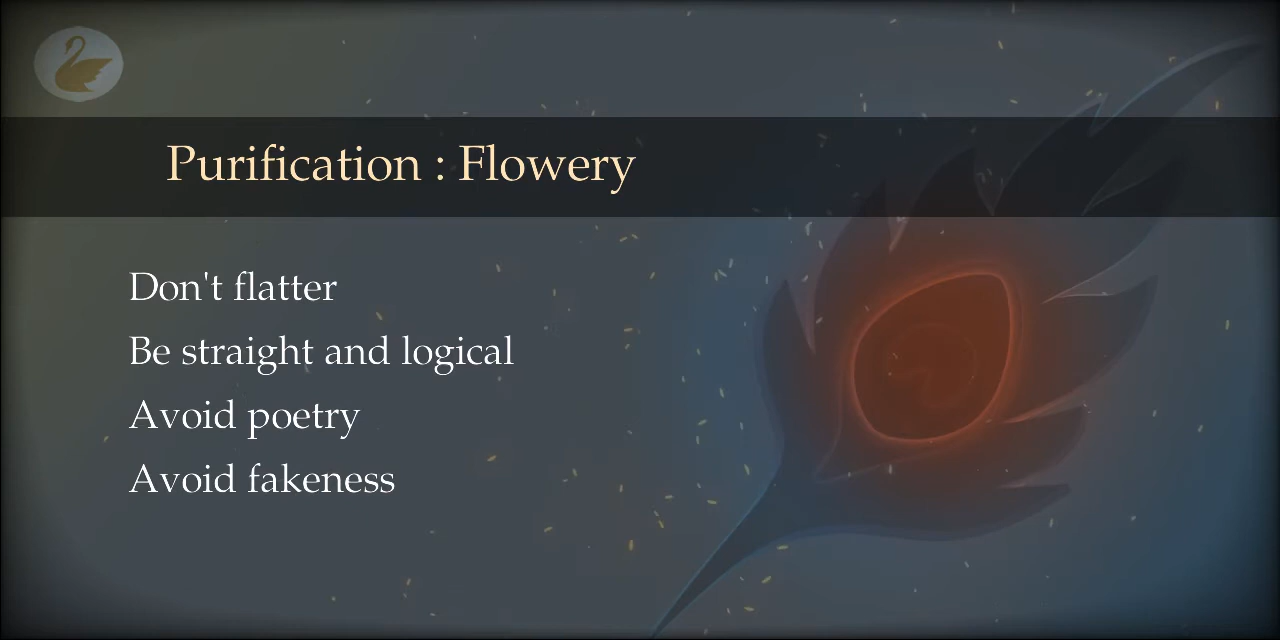 Purification : Flowery
Don't flatter
Be straight and logical
Avoid poetry
Avoid fakeness